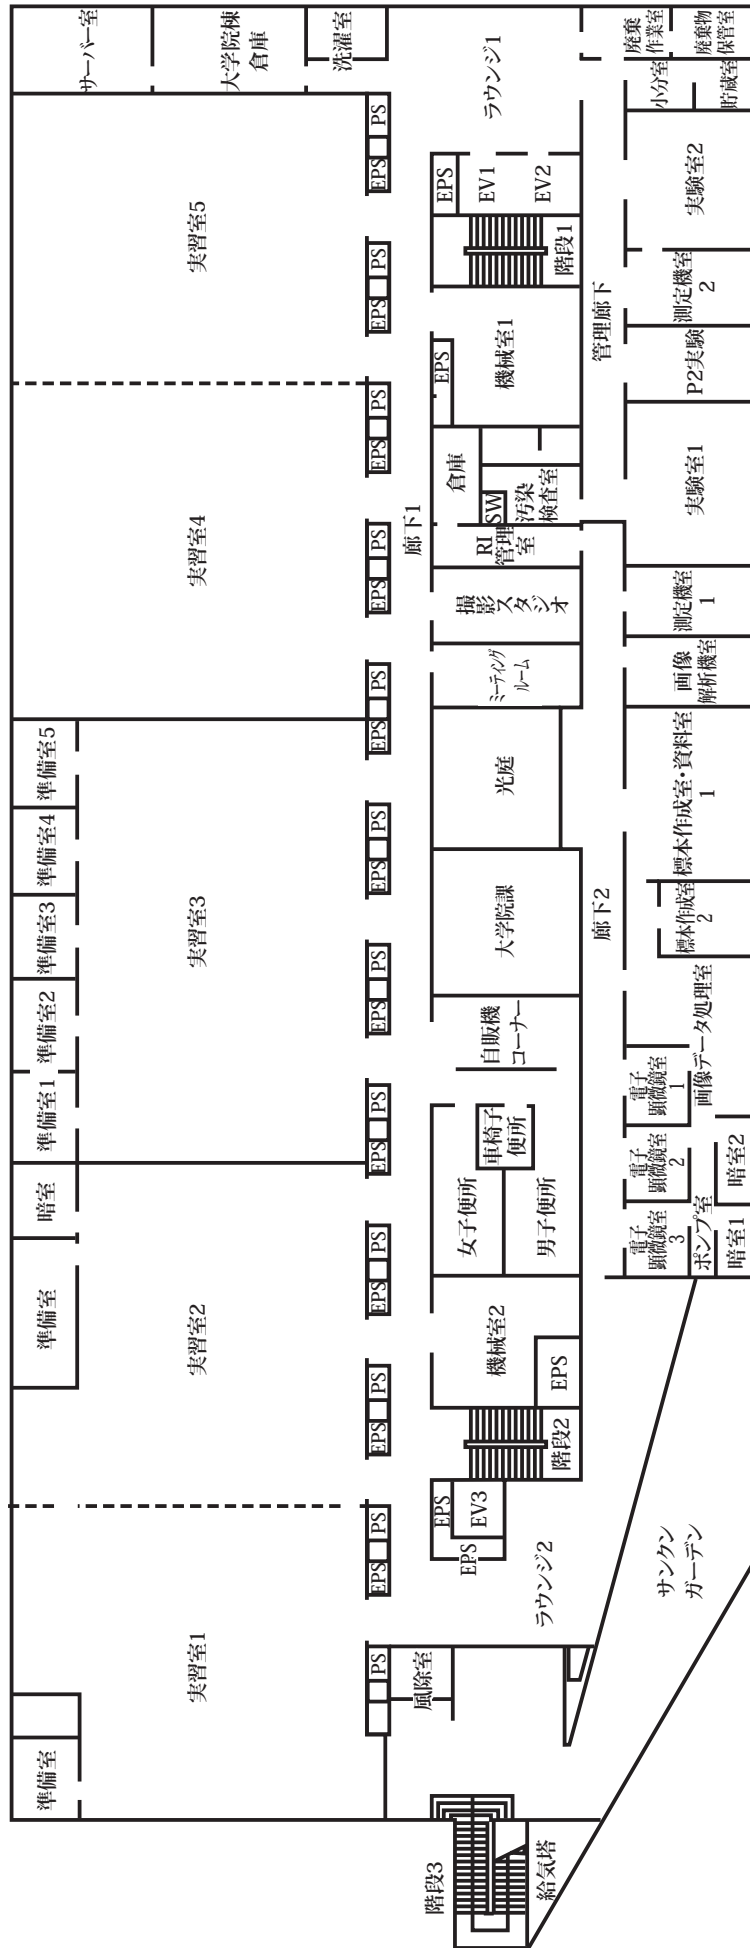 サーバー室
大学院棟
倉庫
洗濯室
ラウンジ1
廃棄
作業室
廃棄物
保管室
小分室
貯蔵室
PS
EPS
実習室5
EPS
EV1
EV2
階段1
実験室2
PS
EPS
測定機室
2
管理廊下
機械室1
EPS
P2実験
PS
EPS
実習室4
倉庫
SW
汚染
検査室
実験室1
廊下1
RI
管理
室
PS
EPS
撮影スタジオ
測定機室
1
ミーティング
ルーム
画像
解析機室
PS
EPS
準備室5
光庭
標本作成室・資料室
1
準備室4
PS
EPS
実習室3
準備室3
大学院課
廊下2
標本作成室
2
PS
EPS
準備室2
自販機
コーナー
画像データ処理室
準備室1
PS
EPS
電子
顕微鏡室
1
車椅子
便所
女子便所
男子便所
電子
顕微鏡室
2
暗室2
暗室
PS
EPS
電子
顕微鏡室
3
ポンプ室
暗室1
準備室
実習室2
機械室2
EPS
PS
EPS
階段2
EPS
EV3
EPS
PS
EPS
ラウンジ2
サンクン
ガーデン
実習室1
PS
風除室
準備室
階段3
給気塔